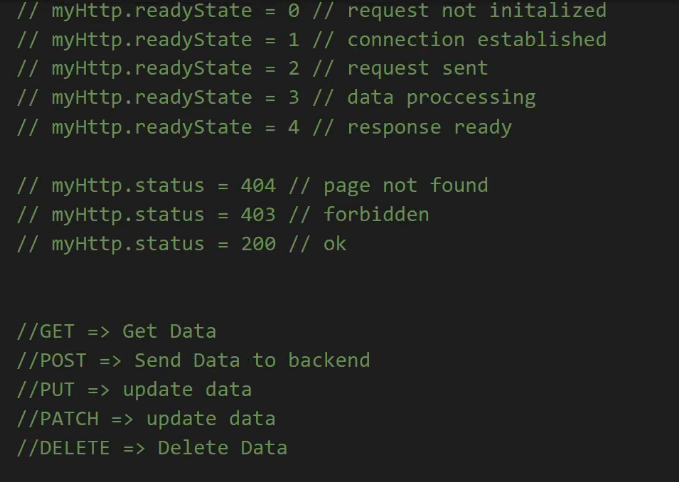 // myHttp.readyState = 0 // request not initalized
// myHttp.readyState = 1 // connection established
// myHttp.readyState = 2 // request sent
// myHttp.readyState = 3 // data proccessing
// myHttp.readyState = 4 // response ready
// myHttp.status = 404 // page not found
// myHttp.status = 403 // forbidden
// myHttp.status = 200 // ok
//GET => Get Data
//POST => Send Data to backend
//PUT => update data
//PATCH => update data
//DELETE => Delete Data